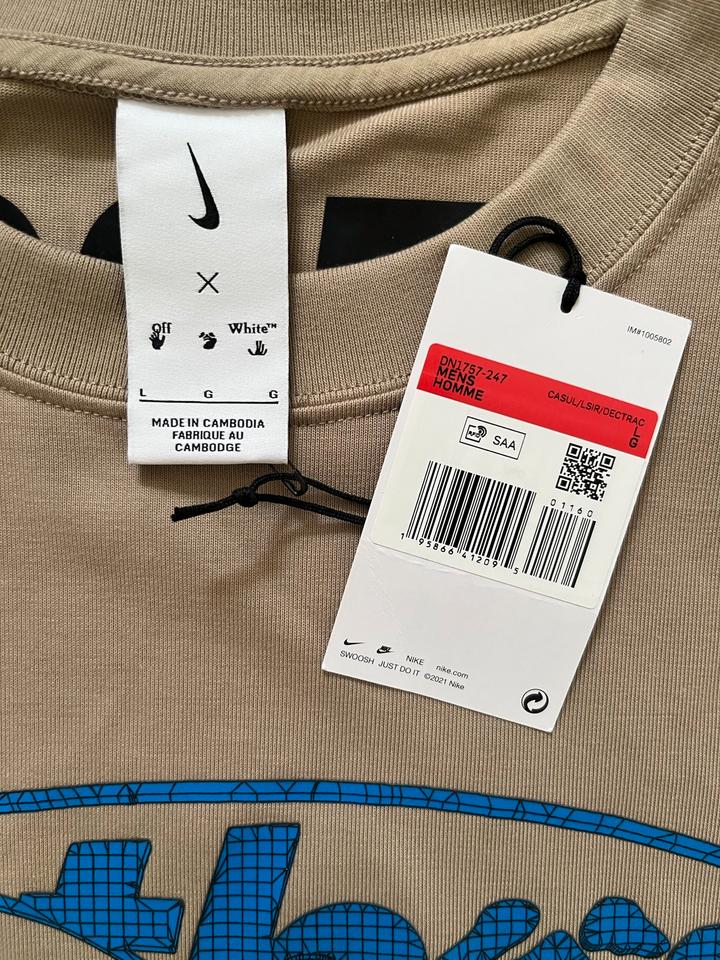 Off White™
L G G
MADE IN CAMBODIA
FABRIQUE AU
CAMBODGE
IM#1005802
DN1757-247
MENS
HOMME
CASUL/LSIR/DECTRAC
L
G
SAA
01160
1 95866 41209 5
NIKE nike.com
SWOOSH JUST DO IT ©2021 Nike